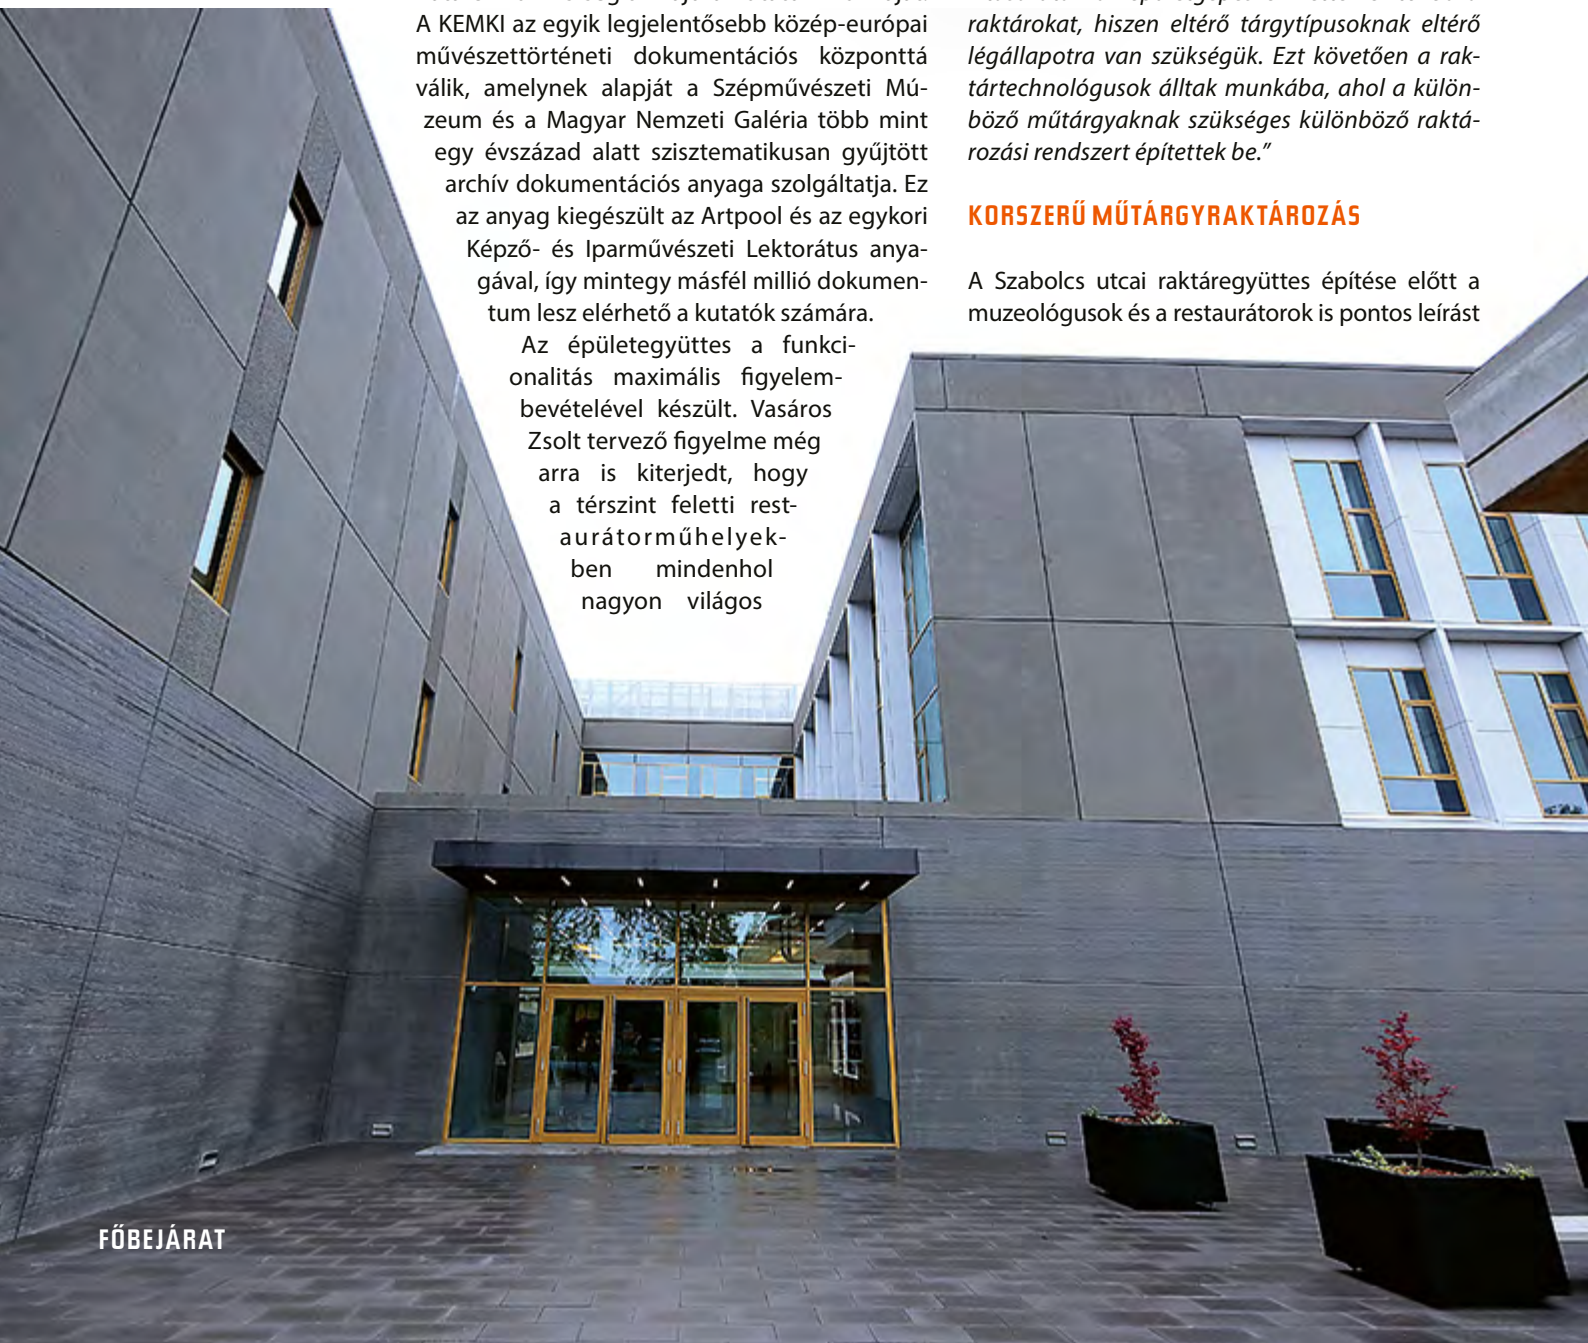 A KEMKI az egyik legjelentősebb közép-európai
művészettörténeti dokumentációs központtá
válik, amelynek alapját a Szépművészeti Mú-
zeum és a Magyar Nemzeti Galéria több mint
egy évszázad alatt szisztematikusan gyűjtött
archív dokumentációs anyaga szolgáltatja. Ez
az anyag kiegészült az Artpool és az egykori
Képző- és Iparművészeti Lektorátus anya-
gával, így mintegy másfél millió dokumen-
tum lesz elérhető a kutatók számára.
Az épületegyüttes a funkci-
onalitás maximális figyelem-
bevételével készült. Vasáros
Zsolt tervező figyelme még
arra is kiterjedt, hogy
a térszint feletti rest-
aurátorműhelyek-
ben mindenhol
nagyon világos
raktárokat, hiszen eltérő tárgytípusoknak eltérő
légállapotra van szükségük. Ezt követően a rak-
tártechnológusok álltak munkába, ahol a külön-
böző műtárgyaknak szükséges különböző raktá-
rozási rendszert építettek be.”
KORSZERŰ MŰTÁRGYRAKTÁROZÁS
A Szabolcs utcai raktáregyüttes építése előtt a
muzeológusok és a restaurátorok is pontos leírást
FŐBEJÁRAT